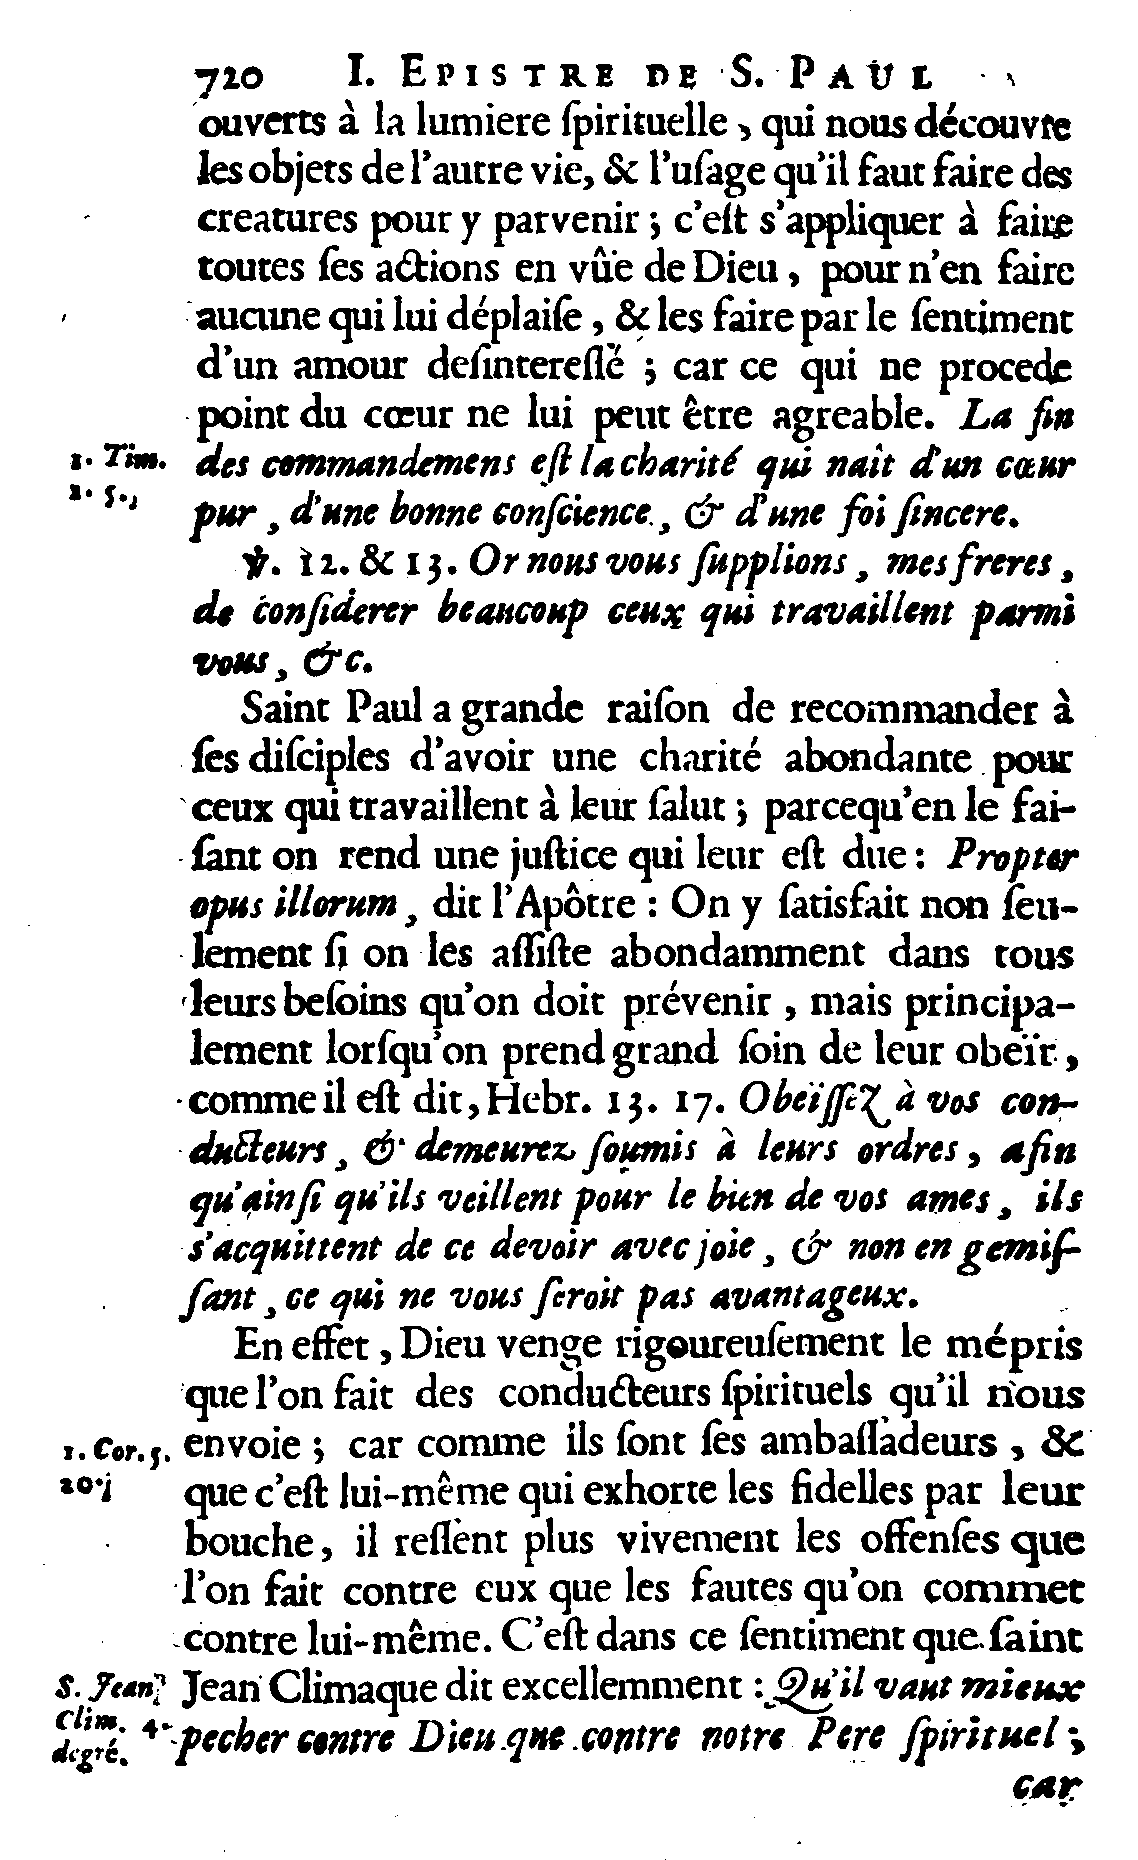 720 I. EPISTRE DE S. PAUL
ouverts à la lumiere ſpirituelle, qui nous découvre
les objets de l'autre vie, & l'uſage qu'il faut faire des
creatures pour y parvenir ; c'eſt s'appliquer à faire
toutes ſes actions en vûë de Dieu, pour n'en faire
aucune qui lui déplaiſe, & les faire par le ſentiment
d'un amour deſintereſſé ; car ce qui ne procede
point du cœur ne lui peut être agreable. La fin
1. Tim. des commandemens eſt la charité qui naît d'un cœur
1. 5. pur, d'une bonne conſcience, & d'une foi ſincere.
℣. 12. & 13. Or nous vous ſupplions, mes freres,
de conſiderer beaucoup ceux qui travaillent parmi
vous, &c.
Saint Paul a grande raiſon de recommander à
ſes diſciples d'avoir une charité abondante pour
ceux qui travaillent à leur ſalut ; parcequ'en le fai-
ſant on rend une juſtice qui leur eſt due : Propter
opus illorum, dit l'Apôtre : On y ſatisfait non ſeu-
lement ſi on les aſſiſte abondamment dans tous
leurs beſoins qu'on doit prévenir, mais principa-
lement lorſqu'on prend grand ſoin de leur obeïr,
comme il eſt dit, Hebr. 13. 17. Obeïſſez à vos con-
ducteurs, & demeurez ſoumis à leurs ordres, afin
qu'ainſi qu'ils veillent pour le bien de vos ames, ils
s'acquittent de ce devoir avec joie, & non en gemiſ-
ſant, ce qui ne vous ſeroit pas avantageux.
En effet, Dieu venge rigoureuſement le mépris
que l'on fait des conducteurs ſpirituels qu'il nous
1. Cor. 5. envoie ; car comme ils ſont ſes ambaſſadeurs, &
20. que c'eſt lui-même qui exhorte les fidelles par leur
bouche, il reſſent plus vivement les offenſes que
l'on fait contre eux que les fautes qu'on commet
contre lui-même. C'eſt dans ce ſentiment que ſaint
S. Jean Jean Climaque dit excellemment : Qu'il vaut mieux
Clim. 4. pecher contre Dieu que contre notre Pere ſpirituel ;
degré.
car